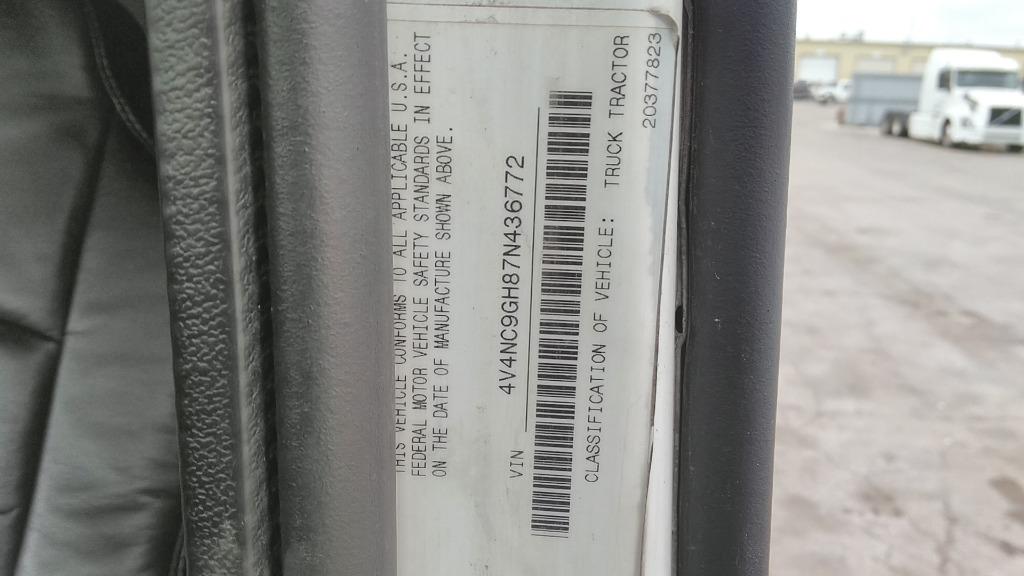 THIS VEHICLE CONFORMS TO ALL APPLICABLE U.S.A.
FEDERAL MOTOR VEHICLE SAFETY STANDARDS IN EFFECT
ON THE DATE OF MANUFACTURE SHOWN ABOVE.
VIN 4V4NC9GH87N436772
CLASSIFICATION OF VEHICLE: TRUCK TRACTOR
20377823